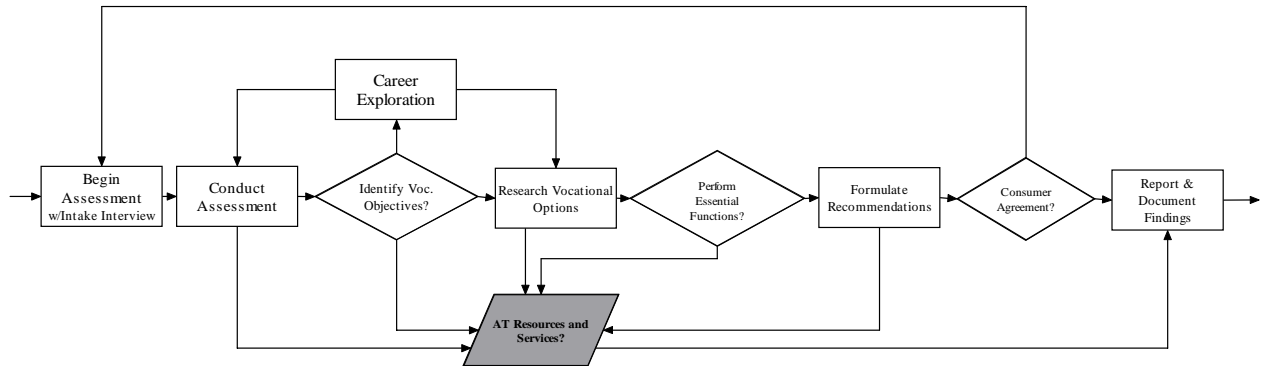 Career
Exploration
Begin
Assessment
w/Intake Interview
Conduct
Assessment
Identify Voc.
Objectives?
Research Vocational
Options
Perform
Essential
Functions?
Formulate
Recommendations
Consumer
Agreement?
Report &
Document
Findings
AT Resources and
Services?